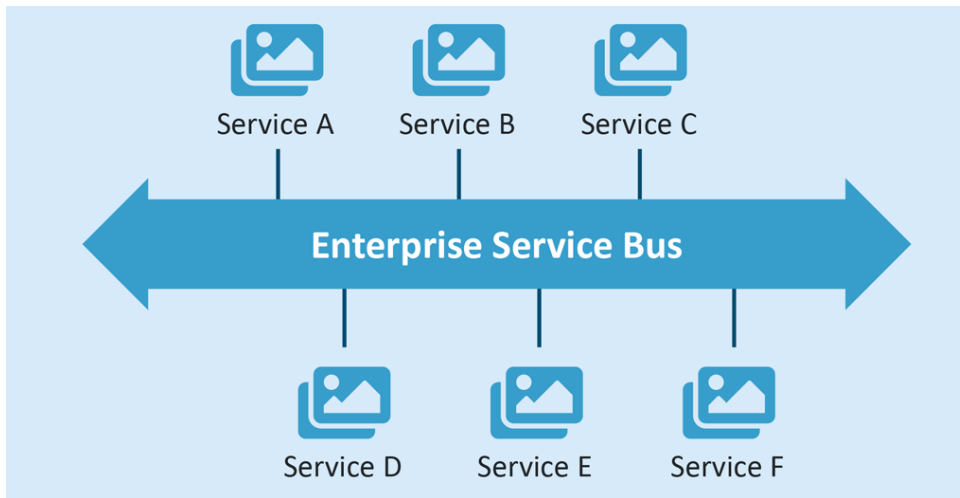 Service A
Service B
Service C
Enterprise Service Bus
Service D
Service E
Service F